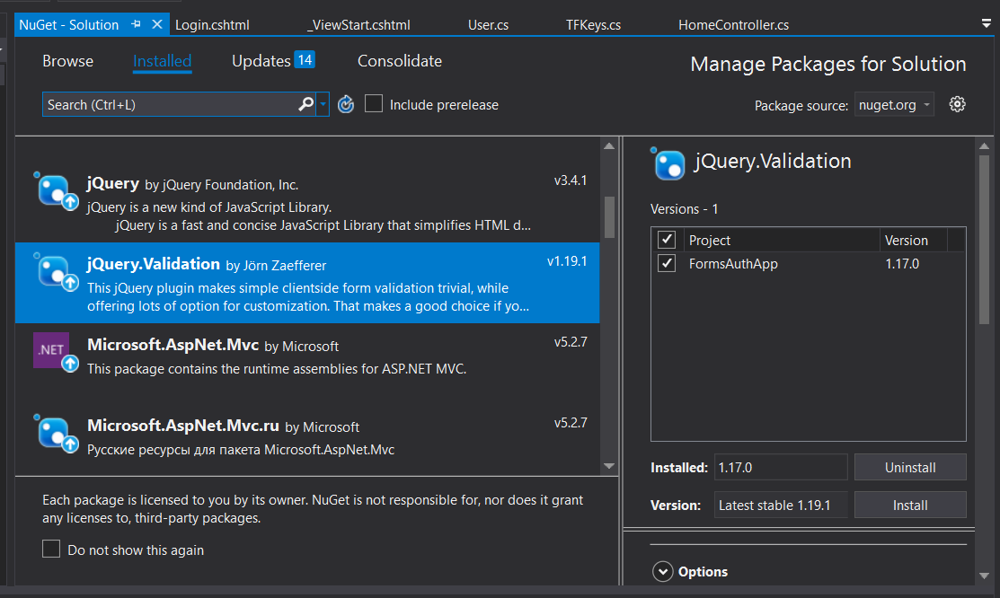 NuGet - Solution
Login.cshtml
_ViewStart.cshtml
User.cs
TFKeys.cs
HomeController.cs
Browse
Installed
Updates 14
Consolidate
Manage Packages for Solution
Search (Ctrl+L)
Include prerelease
Package source: nuget.org
jQuery by jQuery Foundation, Inc.
v3.4.1
jQuery is a new kind of JavaScript Library.
jQuery is a fast and concise JavaScript Library that simplifies HTML d...
jQuery.Validation by Jörn Zaefferer
v1.19.1
This jQuery plugin makes simple clientside form validation trivial, while
offering lots of option for customization. That makes a good choice if yo...
.NET
Microsoft.AspNet.Mvc by Microsoft
v5.2.7
This package contains the runtime assemblies for ASP.NET MVC.
Microsoft.AspNet.Mvc.ru by Microsoft
v5.2.7
Русские ресурсы для пакета Microsoft.AspNet.Mvc
Each package is licensed to you by its owner. NuGet is not responsible for, nor does it grant
any licenses to, third-party packages.
Do not show this again
jQuery.Validation
Versions - 1
Project Version
FormsAuthApp 1.17.0
Installed: 1.17.0 Uninstall
Version: Latest stable 1.19.1 Install
Options